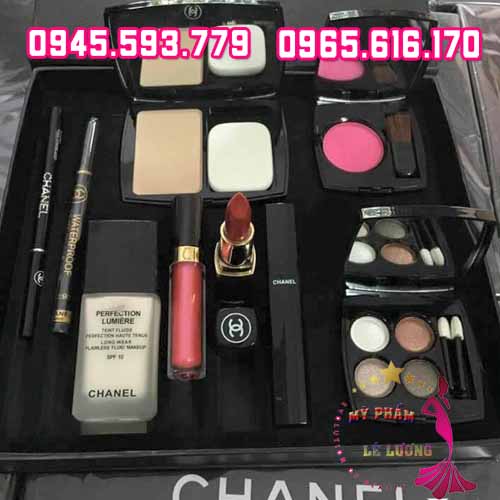 0945.593.779 0965.616.170
CHANEL
WATERPROOF
PERFECTION
LUMIÈRE
TEINT FLUIDE
PERFECTION HAUTE TENUE
LONG-WEAR
FLAWLESS FLUID MAKEUP
SPF 10
CHANEL
CHANEL
MỸ PHẨM
LÊ LƯƠNG
CHANEL